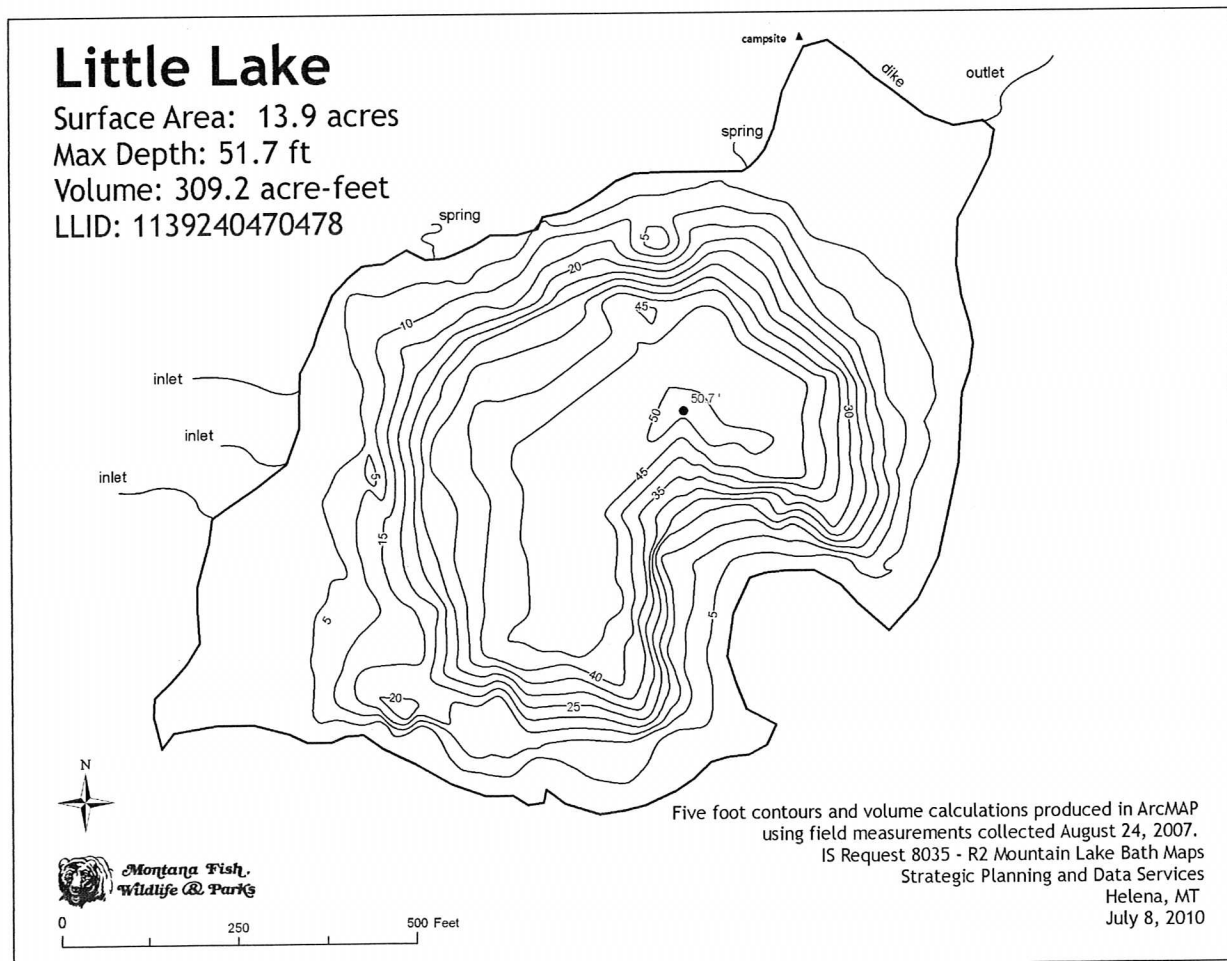 Little Lake
Surface Area: 13.9 acres
Max Depth: 51.7 ft
Volume: 309.2 acre-feet
LLID: 1139240470478
campsite
dike
outlet
spring
spring
inlet
inlet
inlet
5
20
10
45
50.7 '
50
30
45
35
5
15
5
5
40
20
25
N
Montana Fish,
Wildlife & Parks
0
250
500 Feet
Five foot contours and volume calculations produced in ArcMAP
using field measurements collected August 24, 2007.
IS Request 8035 - R2 Mountain Lake Bath Maps
Strategic Planning and Data Services
Helena, MT
July 8, 2010